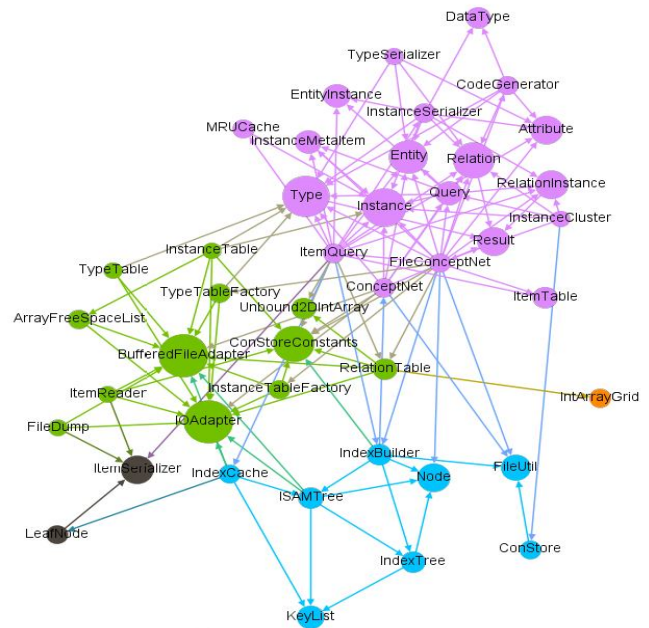 DataType
TypeSerializer
CodeGenerator
EntityInstance
InstanceSerializer
MRUCache
InstanceMetaItem
Attribute
Entity
Relation
Type
Instance
Query
RelationInstance
InstanceCluster
Result
ItemQuery
FileConceptNet
InstanceTable
TypeTable
TypeTableFactory
ConceptNet
ItemTable
Unbound2DIntArray
ArrayFreeSpaceList
BufferedFileAdapter
ConStoreConstants
RelationTable
InstanceTableFactory
ItemReader
IntArrayGrid
IOAdapter
FileDump
ItemSerializer
IndexCache
IndexBuilder
Node
FileUtil
ISAMTree
LeafNode
ConStore
IndexTree
KeyList